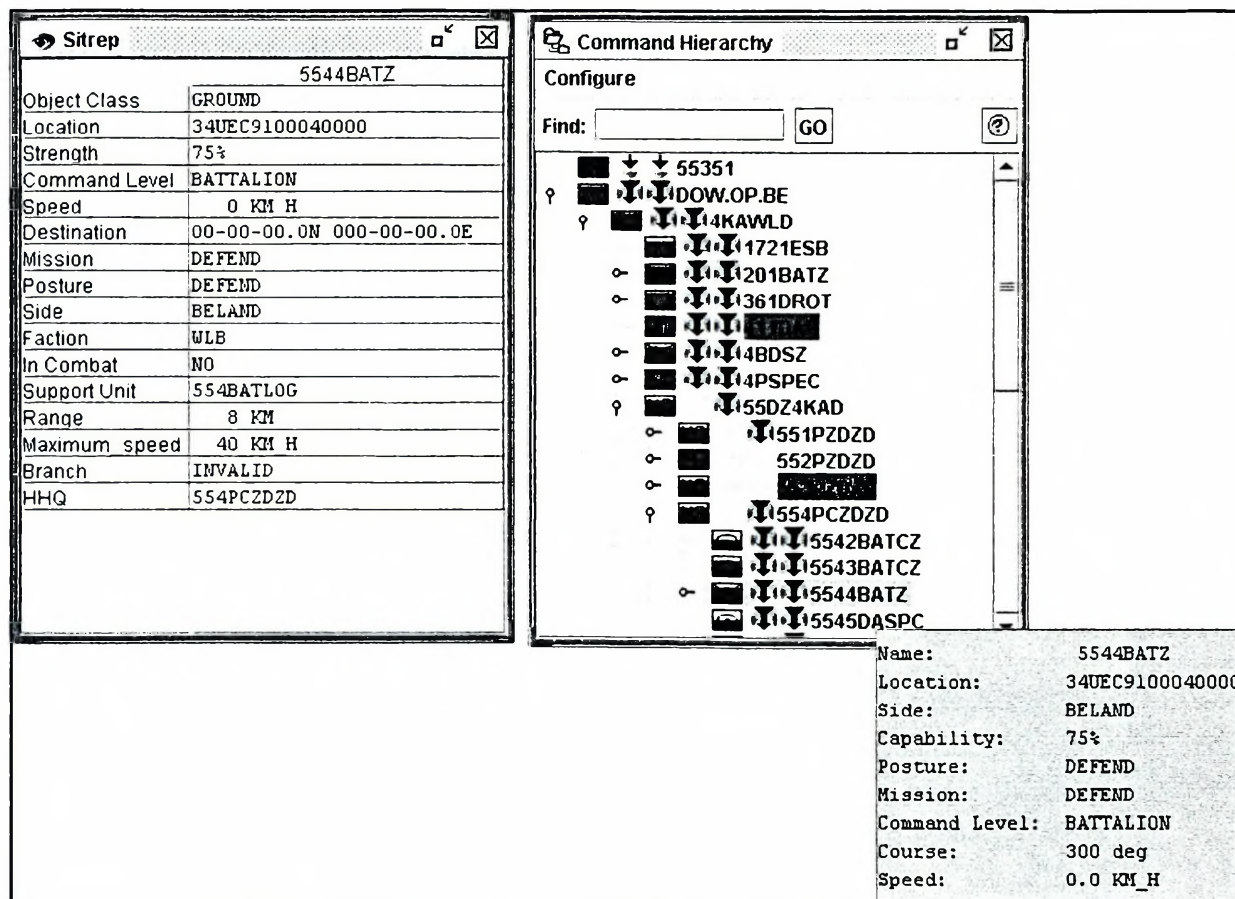 Sitrep
5544BATZ
Object Class GROUND
Location 34UEC9100040000
Strength 75%
Command Level BATTALION
Speed 0 KM H
Destination 00-00-00.0N 000-00-00.0E
Mission DEFEND
Posture DEFEND
Side BELAND
Faction WLB
In Combat NO
Support Unit 554BATLOG
Range 8 KM
Maximum speed 40 KM H
Branch INVALID
HHQ 554PCZDZD
Command Hierarchy
Configure
Find: GO
55351
DOW.OP.BE
4KAWLD
1721ESB
201BATZ
361DROT
4BDSZ
4PSPEC
55DZ4KAD
551PZDZD
552PZDZD
554PCZDZD
5542BATCZ
5543BATCZ
5544BATZ
5545DASPC
Name: 5544BATZ
Location: 34UEC9100040000
Side: BELAND
Capability: 75%
Posture: DEFEND
Mission: DEFEND
Command Level: BATTALION
Course: 300 deg
Speed: 0.0 KM_H